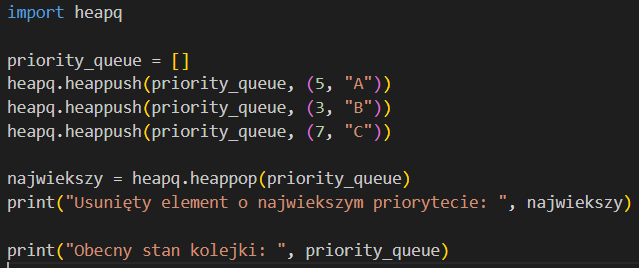 import heapq
priority_queue = []
heapq.heappush(priority_queue, (5, "A"))
heapq.heappush(priority_queue, (3, "B"))
heapq.heappush(priority_queue, (7, "C"))
najwiekszy = heapq.heappop(priority_queue)
print("Usunięty element o najwiekszym priorytecie: ", najwiekszy)
print("Obecny stan kolejki: ", priority_queue)